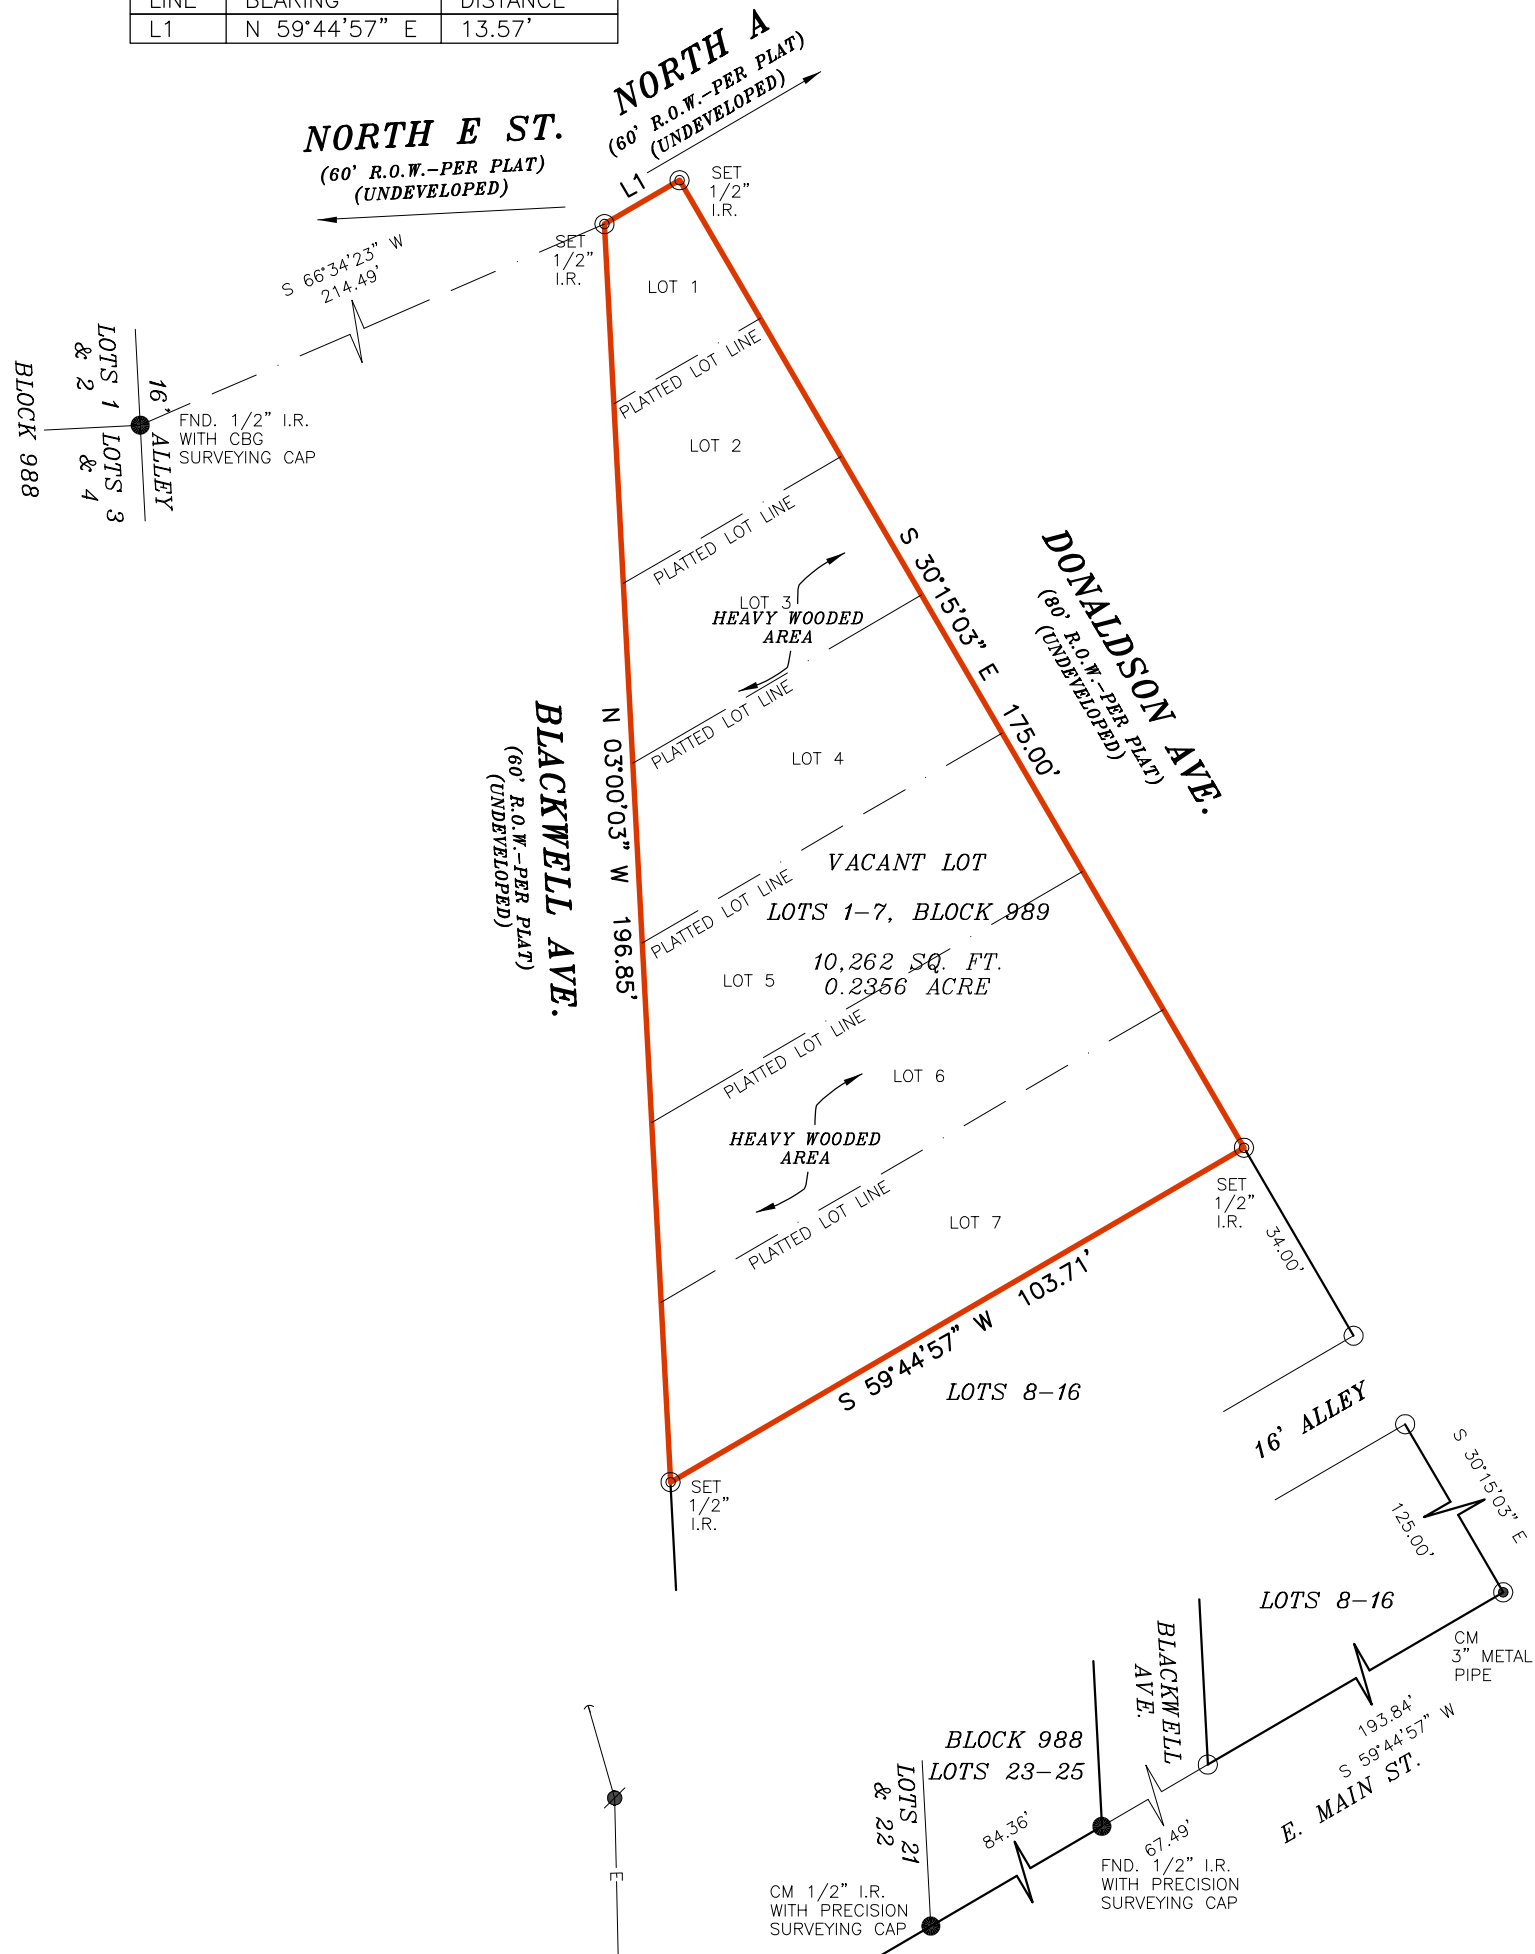 LINE BEARING DISTANCE
L1 N 59°44'57" E 13.57'
NORTH A
(60' R.O.W.-PER PLAT)
(UNDEVELOPED)
NORTH E ST.
(60' R.O.W.-PER PLAT)
(UNDEVELOPED)
L1
SET
1/2"
I.R.
SET
1/2"
I.R.
S 66°34'23" W
214.49'
LOT 1
PLATTED LOT LINE
BLOCK 988
LOTS 1
& 2
LOTS 3
& 4
16' ALLEY
FND. 1/2" I.R.
WITH CBG
SURVEYING CAP
LOT 2
PLATTED LOT LINE
S 30°15'03" E 175.00'
DONALDSON AVE.
(80' R.O.W.-PER PLAT)
(UNDEVELOPED)
LOT 3
HEAVY WOODED
AREA
PLATTED LOT LINE
BLACKWELL AVE.
(60' R.O.W.-PER PLAT)
(UNDEVELOPED)
N 03°00'03" W 196.85'
LOT 4
PLATTED LOT LINE
VACANT LOT
LOTS 1-7, BLOCK 989
10,262 SQ. FT.
0.2356 ACRE
LOT 5
PLATTED LOT LINE
LOT 6
HEAVY WOODED
AREA
PLATTED LOT LINE
LOT 7
SET
1/2"
I.R.
34.00'
S 59°44'57" W 103.71'
LOTS 8-16
16' ALLEY
SET
1/2"
I.R.
S 30°15'03" E
125.00'
LOTS 8-16
CM
3" METAL
PIPE
BLACKWELL
AVE.
193.84'
S 59°44'57" W
E. MAIN ST.
BLOCK 988
LOTS 23-25
LOTS 21
& 22
84.36'
67.49'
FND. 1/2" I.R.
WITH PRECISION
SURVEYING CAP
CM 1/2" I.R.
WITH PRECISION
SURVEYING CAP
E